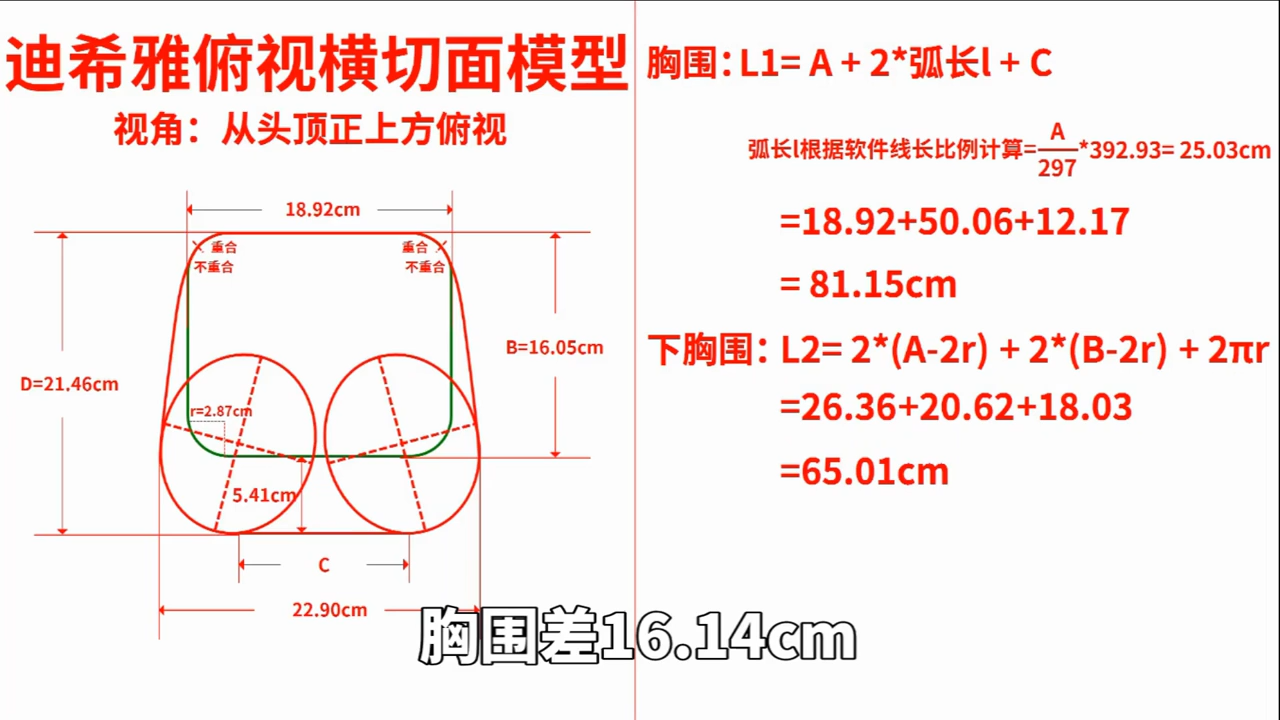 迪希雅俯视横切面模型
视角：从头顶正上方俯视
18.92cm
重合
重合
不重合
不重合
B=16.05cm
D=21.46cm
r=2.87cm
5.41cm
C
22.90cm
胸围：L1= A + 2*弧长l + C
弧长l根据软件线长比例计算=A/297*392.93= 25.03cm
=18.92+50.06+12.17
= 81.15cm
下胸围：L2= 2*(A-2r) + 2*(B-2r) + 2πr
=26.36+20.62+18.03
=65.01cm
胸围差16.14cm